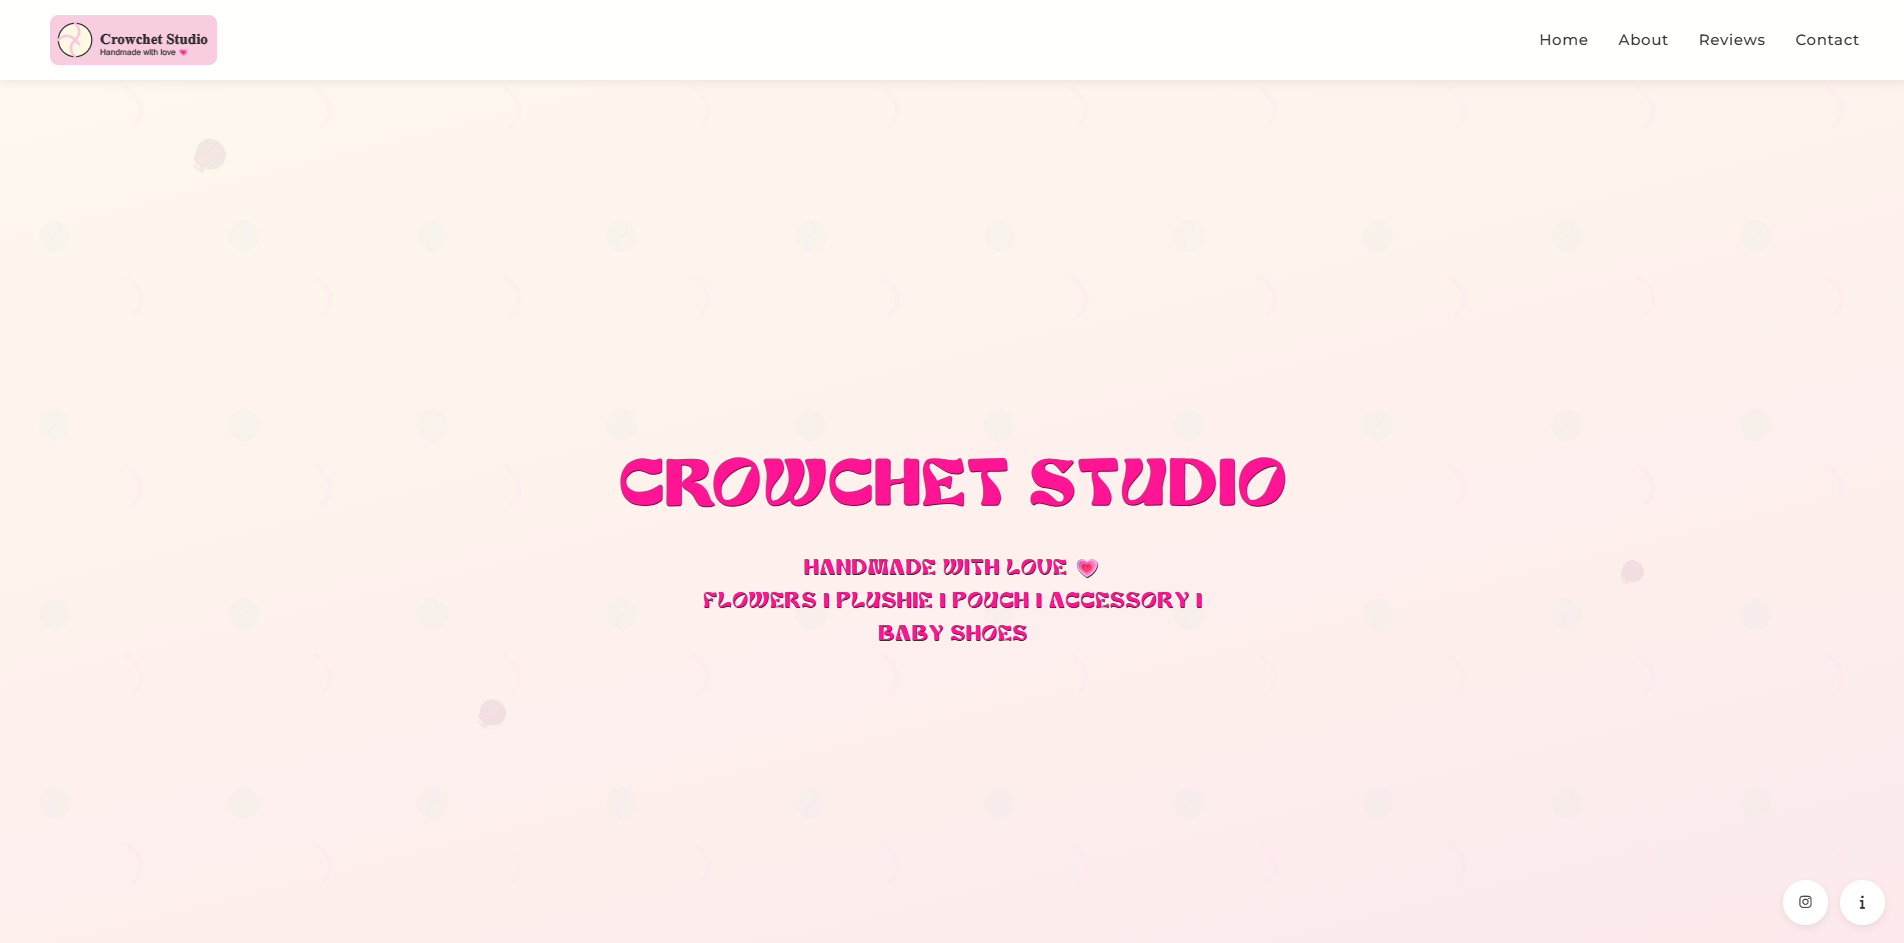 Crowchet Studio
Handmade with love 💗
Home About Reviews Contact
CROWCHET STUDIO
HANDMADE WITH LOVE 💗
FLOWERS | PLUSHIE | POUCH | ACCESSORY |
BABY SHOES
i